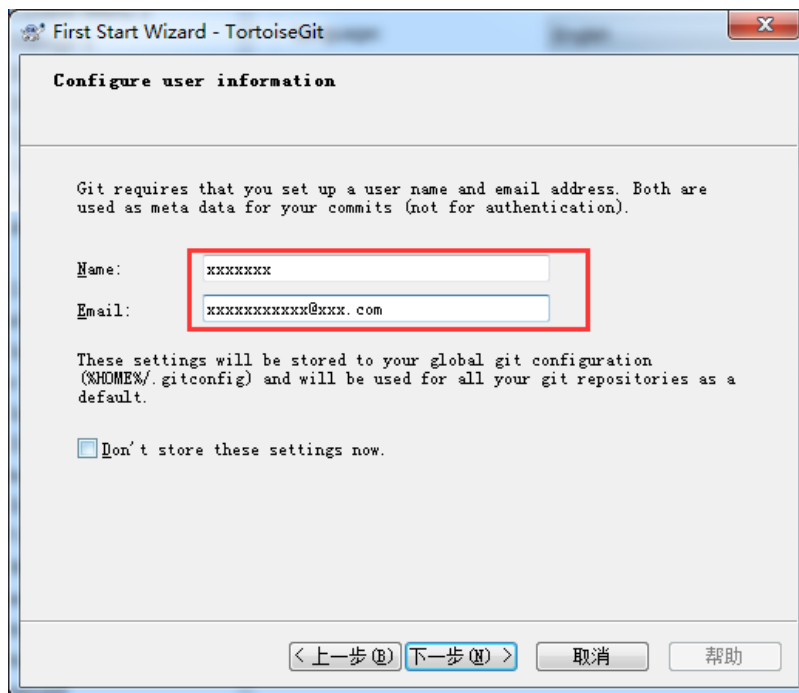 First Start Wizard - TortoiseGit
Configure user information
Git requires that you set up a user name and email address. Both are
used as meta data for your commits (not for authentication).
Name: xxxxxxx
Email: xxxxxxxxxxx@xxx.com
These settings will be stored to your global git configuration
(%HOME%/.gitconfig) and will be used for all your git repositories as a
default.
Don't store these settings now.
< 上一步(B) 下一步(N) > 取消 帮助